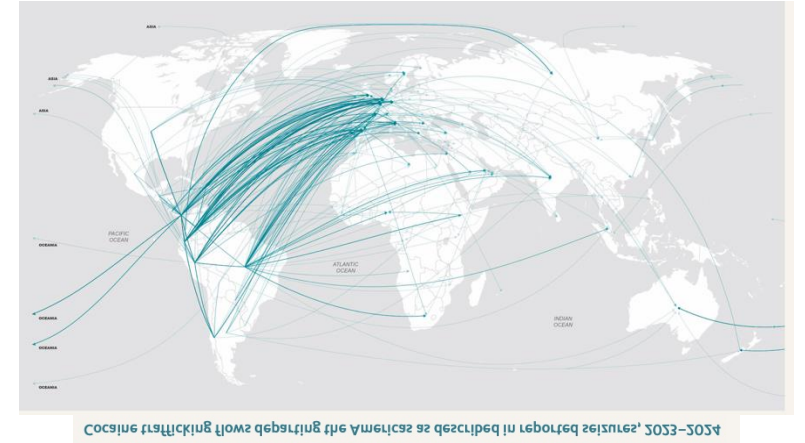 ASIA
ASIA
ASIA
PACIFIC
OCEAN
ATLANTIC
OCEAN
INDIAN
OCEAN
OCEANIA
OCEANIA
OCEANIA
OCEANIA
Cocaine trafficking flows departing the Americas as described in reported seizures, 2023–2024